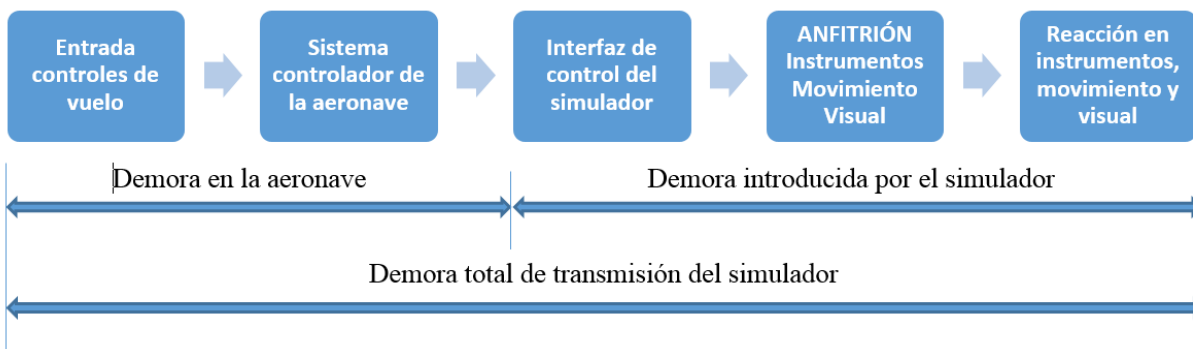 Entrada
controles de
vuelo
Sistema
controlador de
la aeronave
Interfaz de
control del
simulador
ANFITRIÓN
Instrumentos
Movimiento
Visual
Reacción en
instrumentos,
movimiento y
visual
Demora en la aeronave
Demora introducida por el simulador
Demora total de transmisión del simulador